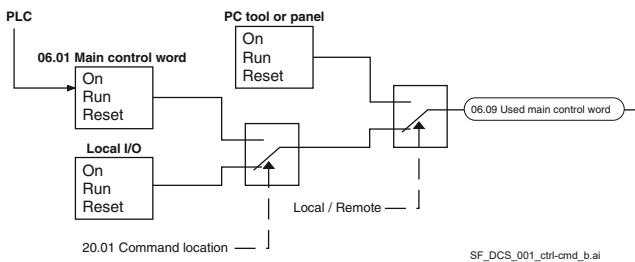 PLC
PC tool or panel
On
Run
Reset
06.01 Main control word
On
Run
Reset
06.09 Used main control word
Local I/O
On
Run
Reset
Local / Remote
20.01 Command location
SF_DCS_001_ctrl-cmd_b.ai